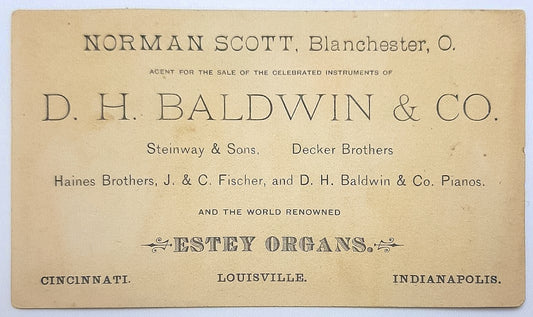 NORMAN SCOTT, Blanchester, O.
AGENT FOR THE SALE OF THE CELEBRATED INSTRUMENTS OF
D. H. BALDWIN & CO.
Steinway & Sons. Decker Brothers
Haines Brothers, J. & C. Fischer, and D. H. Baldwin & Co. Pianos.
AND THE WORLD RENOWNED
ESTEY ORGANS.
CINCINNATI. LOUISVILLE. INDIANAPOLIS.